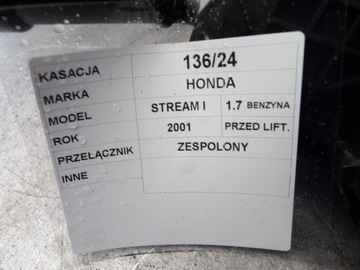 KASACJA 136/24
MARKA HONDA
MODEL STREAM I 1.7 BENZYNA
ROK 2001 PRZED LIFT.
PRZEŁĄCZNIK ZESPOLONY
INNE